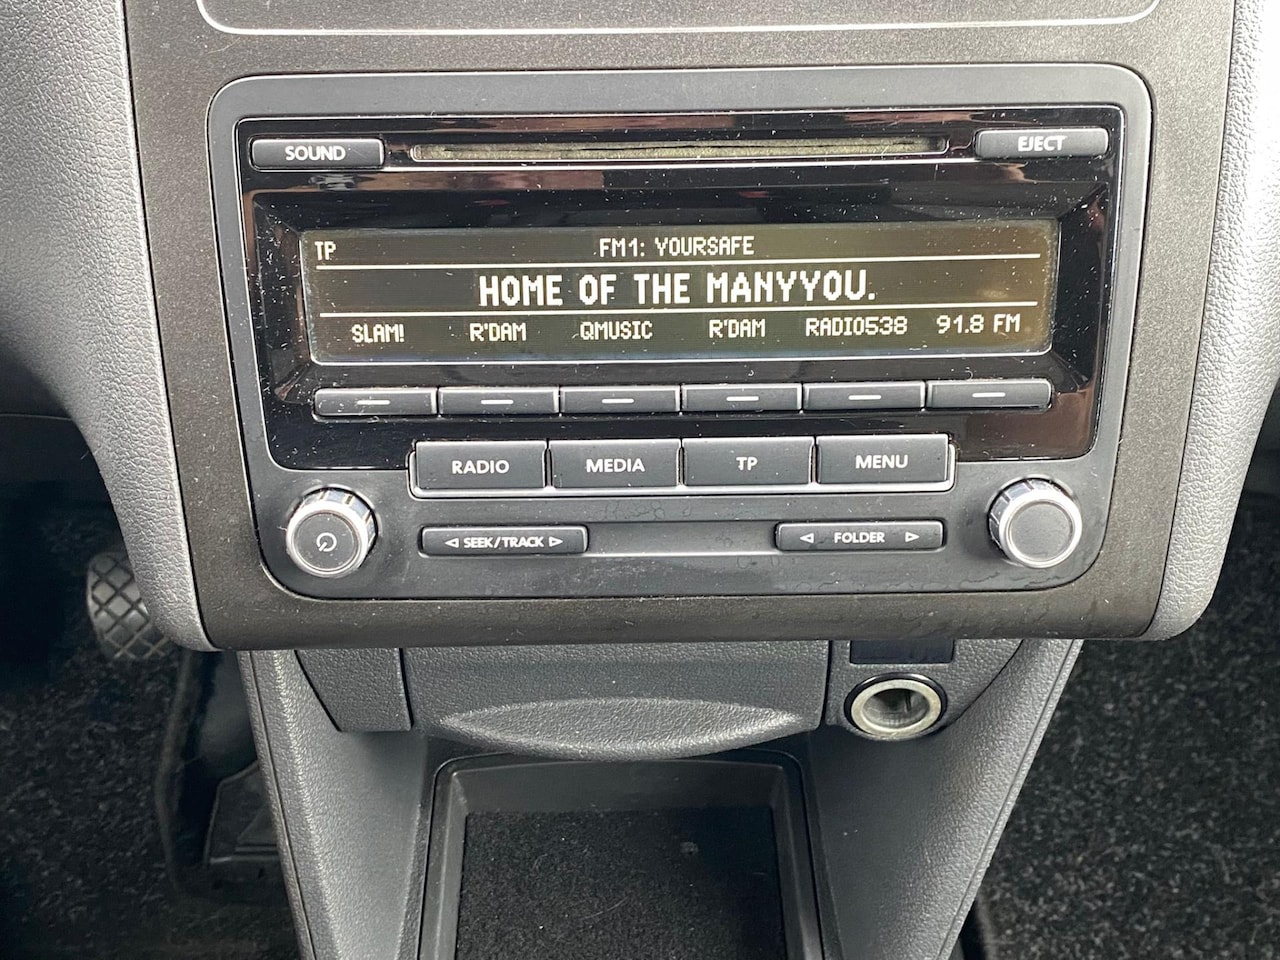 SOUND
EJECT
TP
FM1: YOURSAFE
HOME OF THE MANYYOU.
SLAM! R'DAM QMUSIC R'DAM RADIO538 91.8 FM
RADIO MEDIA TP MENU
SEEK/TRACK
FOLDER